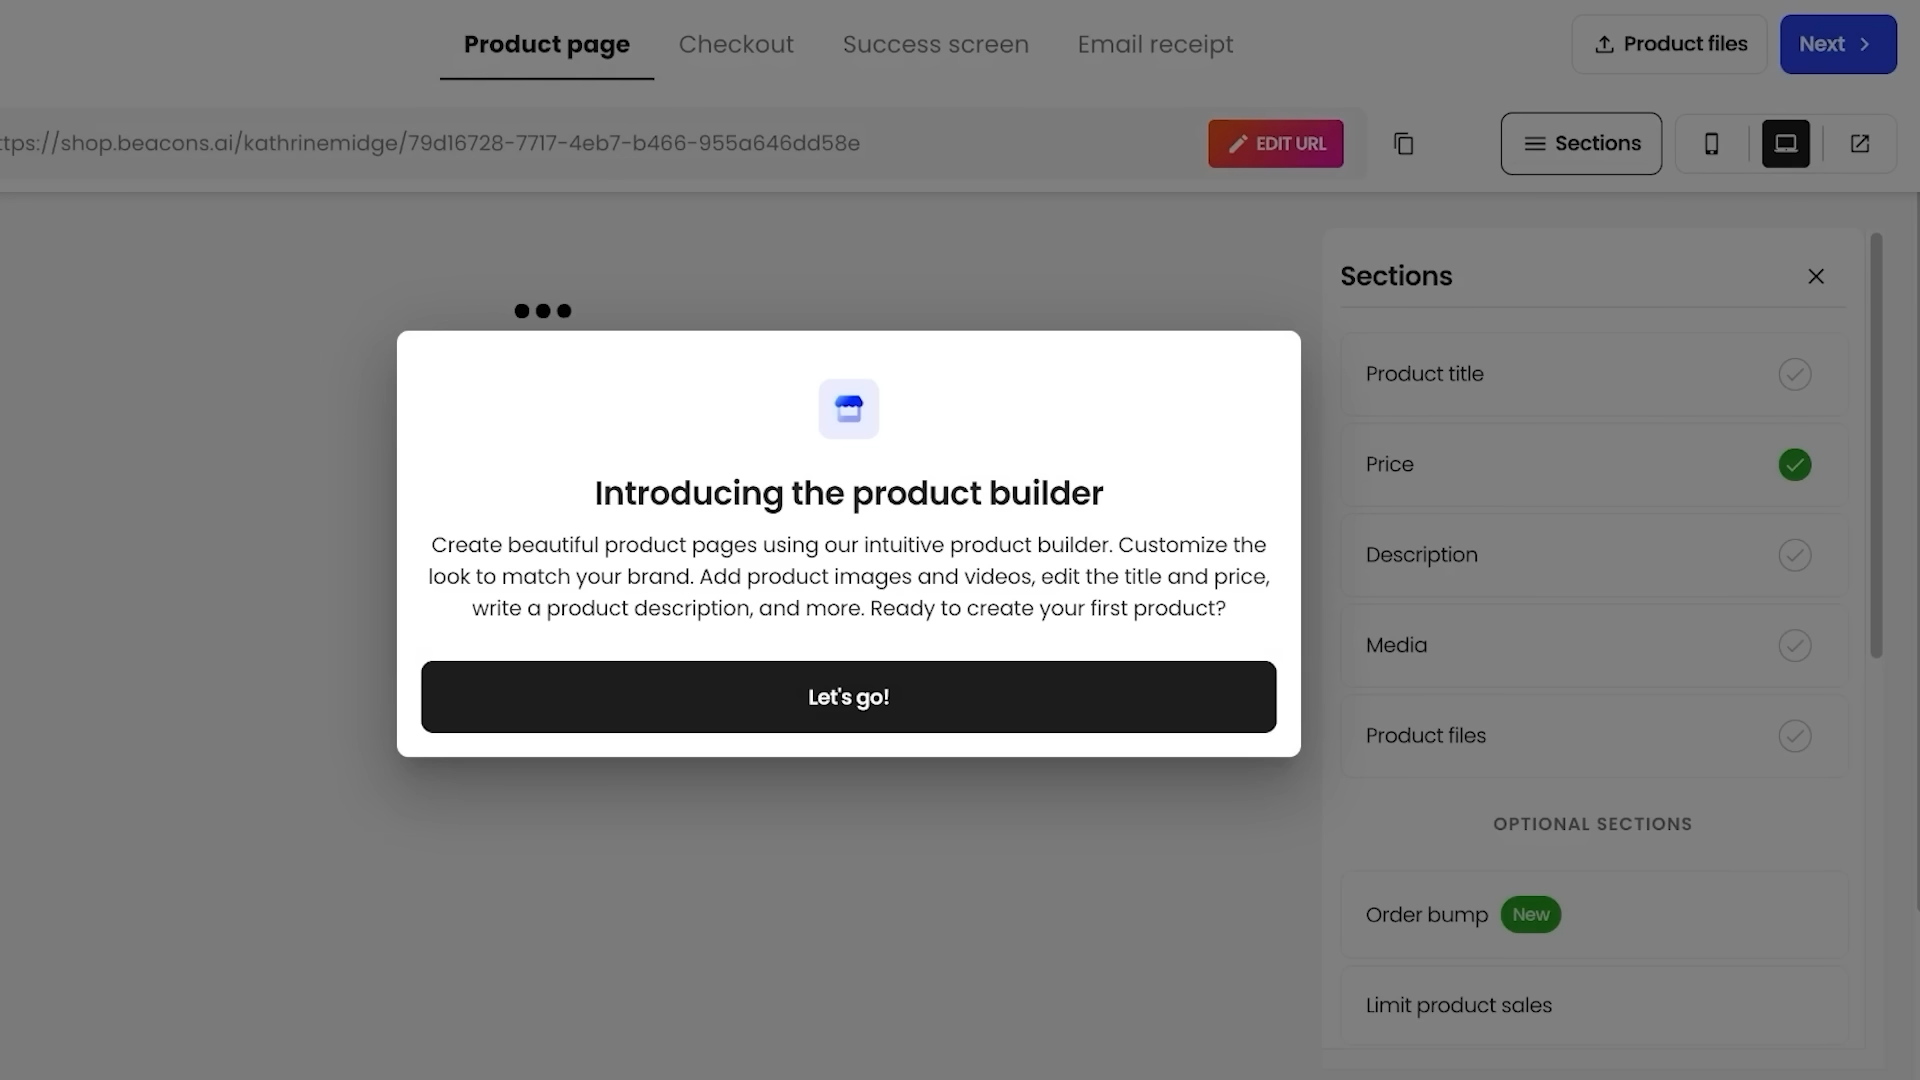 Product page
Checkout
Success screen
Email receipt
Product files
Next
ttps://shop.beacons.ai/kathrinemidge/79d16728-7717-4eb7-b466-955a646dd58e
EDIT URL
Sections
Sections
Product title
Price
Description
Media
Product files
OPTIONAL SECTIONS
Order bump New
Limit product sales
Introducing the product builder
Create beautiful product pages using our intuitive product builder. Customize the
look to match your brand. Add product images and videos, edit the title and price,
write a product description, and more. Ready to create your first product?
Let's go!